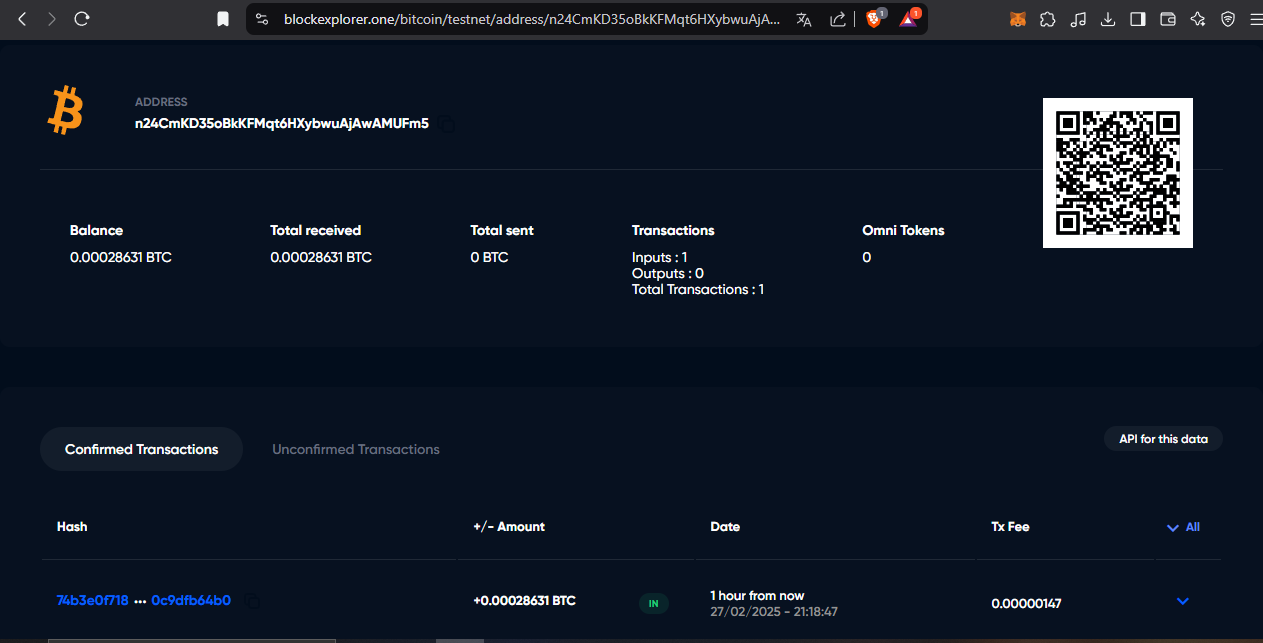 blockexplorer.one/bitcoin/testnet/address/n24CmKD35oBkKFMqt6HXybwuAjA...
1
1
ADDRESS
n24CmKD35oBkKFMqt6HXybwuAjAwAMUFm5
Balance
Total received
Total sent
Transactions
Omni Tokens
0.00028631 BTC
0.00028631 BTC
0 BTC
Inputs : 1
0
Outputs : 0
Total Transactions : 1
Confirmed Transactions
Unconfirmed Transactions
API for this data
Hash
+/- Amount
Date
Tx Fee
All
74b3e0f718 ••• 0c9dfb64b0
+0.00028631 BTC
IN
1 hour from now
27/02/2025 - 21:18:47
0.00000147